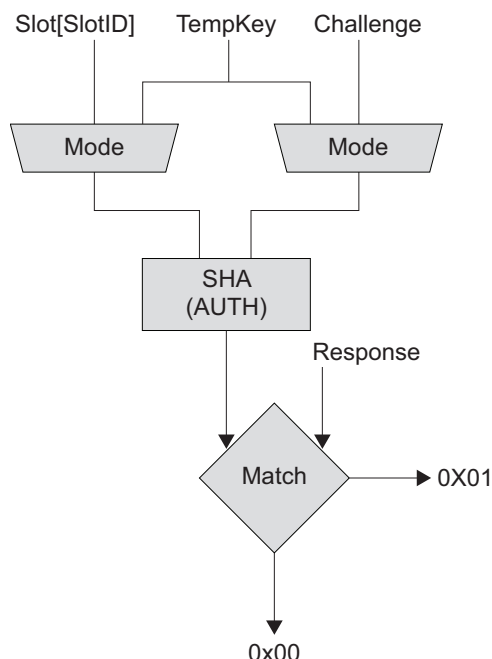 Slot[SlotID] TempKey Challenge
Mode Mode
SHA
(AUTH)
Response
Match 0X01
0x00